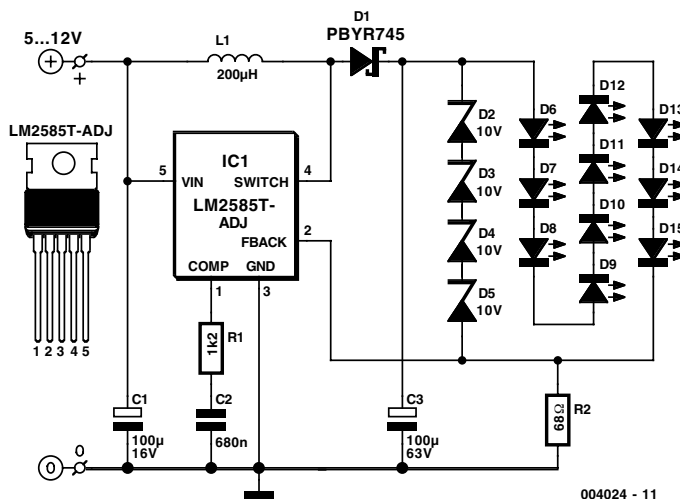 D1
PBYR745
5...12V
L1
200µH
+
+
LM2585T-ADJ
IC1
5
VIN
SWITCH
4
LM2585T-
ADJ
FBACK
2
COMP
GND
1
3
1 2 3 4 5
R1
1k2
C1
100µ
16V
C2
680n
C3
100µ
63V
D2
10V
D3
10V
D4
10V
D5
10V
D6
D7
D8
D12
D11
D10
D9
D13
D14
D15
68Ω
R2
0
0
004024 - 11